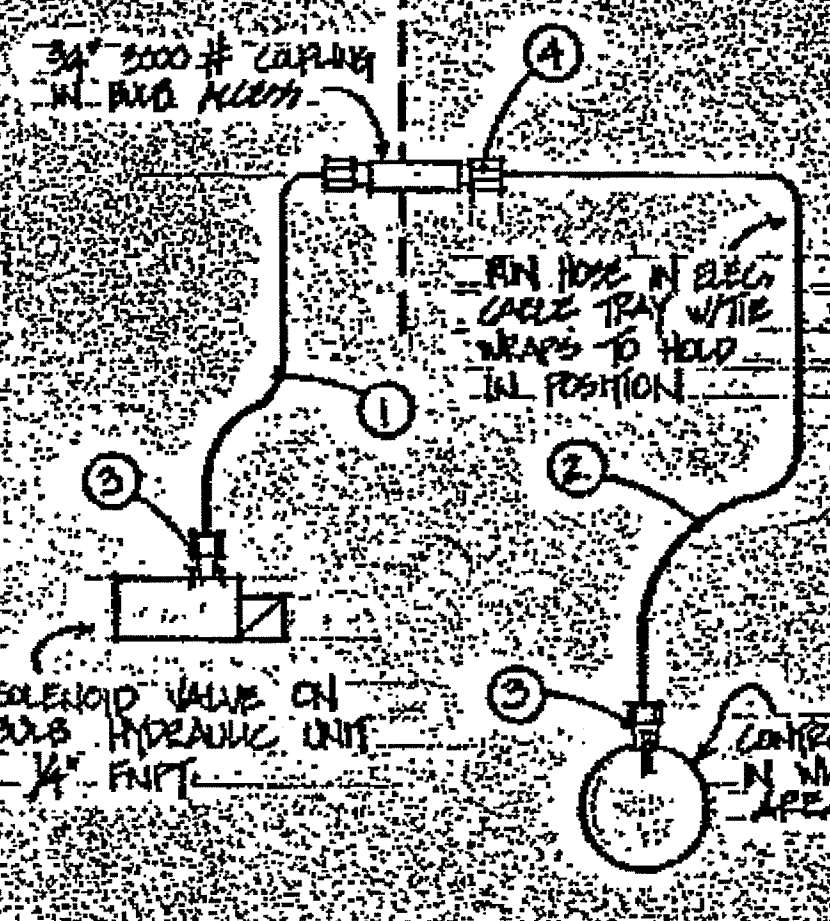 3/4" 3000 # COUPLING
IN BULB ACCESS
4
RUN HOSE IN ELEC
CABLE TRAY W/TIE
WRAPS TO HOLD
IN POSITION
1
3
2
SOLENOID VALVE ON
BULB HYDRAULIC UNIT
1/4" FNPT
3
CONTR
IN
AREA